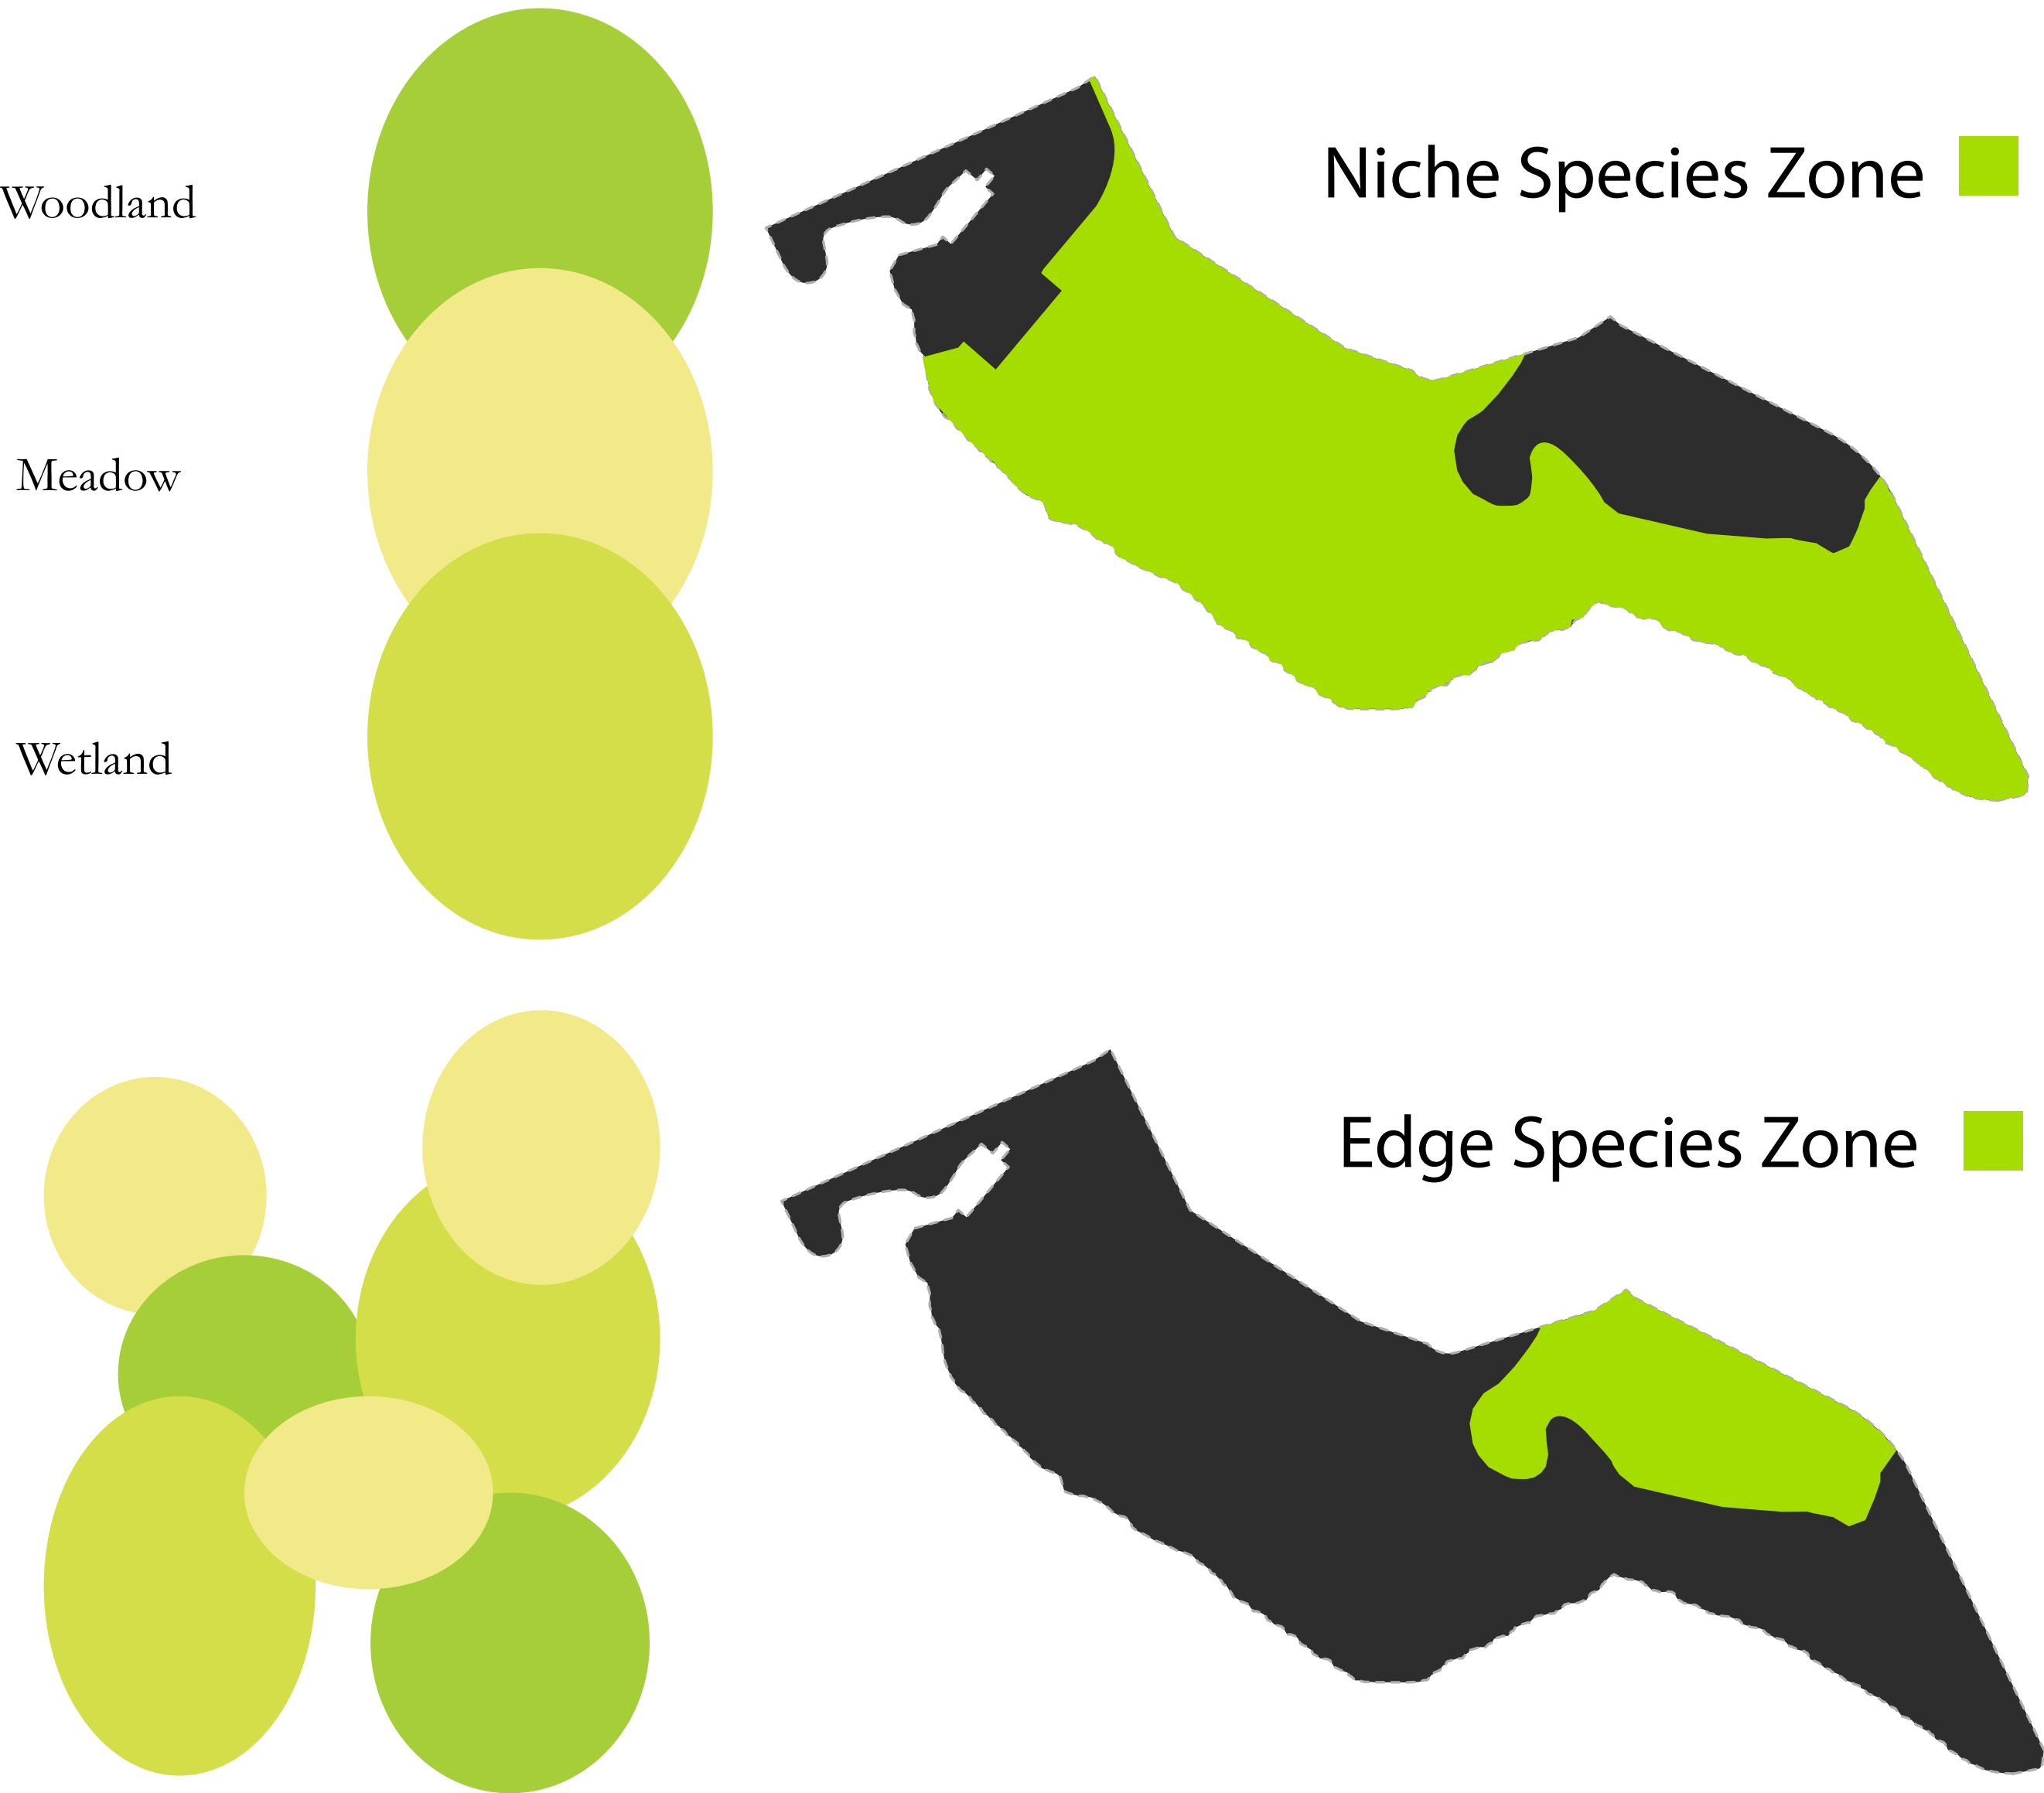 Woodland
Niche Species Zone
Meadow
Wetland
Edge Species Zone